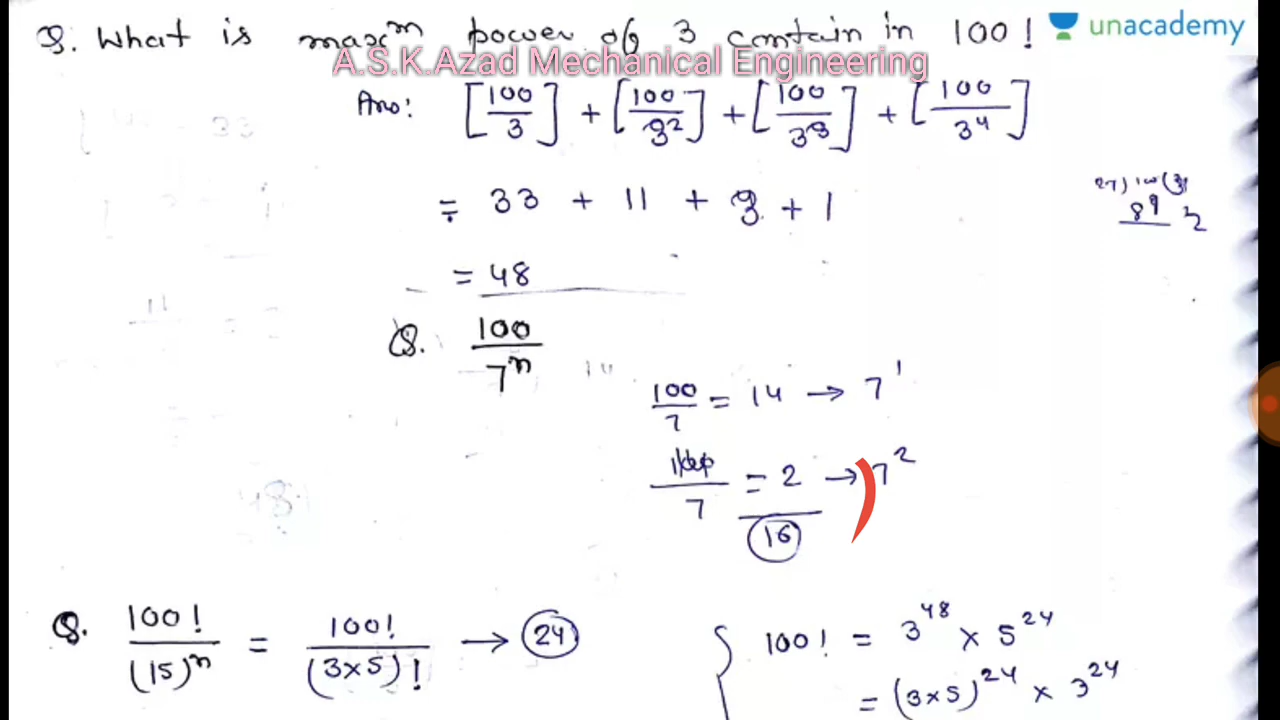 Q. What is maxm power of 3 contain in 100! unacademy
A.S.K.Azad Mechanical Engineering
Ans: [100/3] + [100/3²] + [100/3³] + [100/3⁴]
= 33 + 11 + 3 + 1
= 48
Q. 100/7ⁿ
100/7 = 14 → 7¹
/7 = 2 → 7²
16
Q. 100!/(15)ⁿ = 100!/(3×5)! → 24
100! = 3⁴⁸ × 5²⁴
= (3×5)²⁴ × 3²⁴